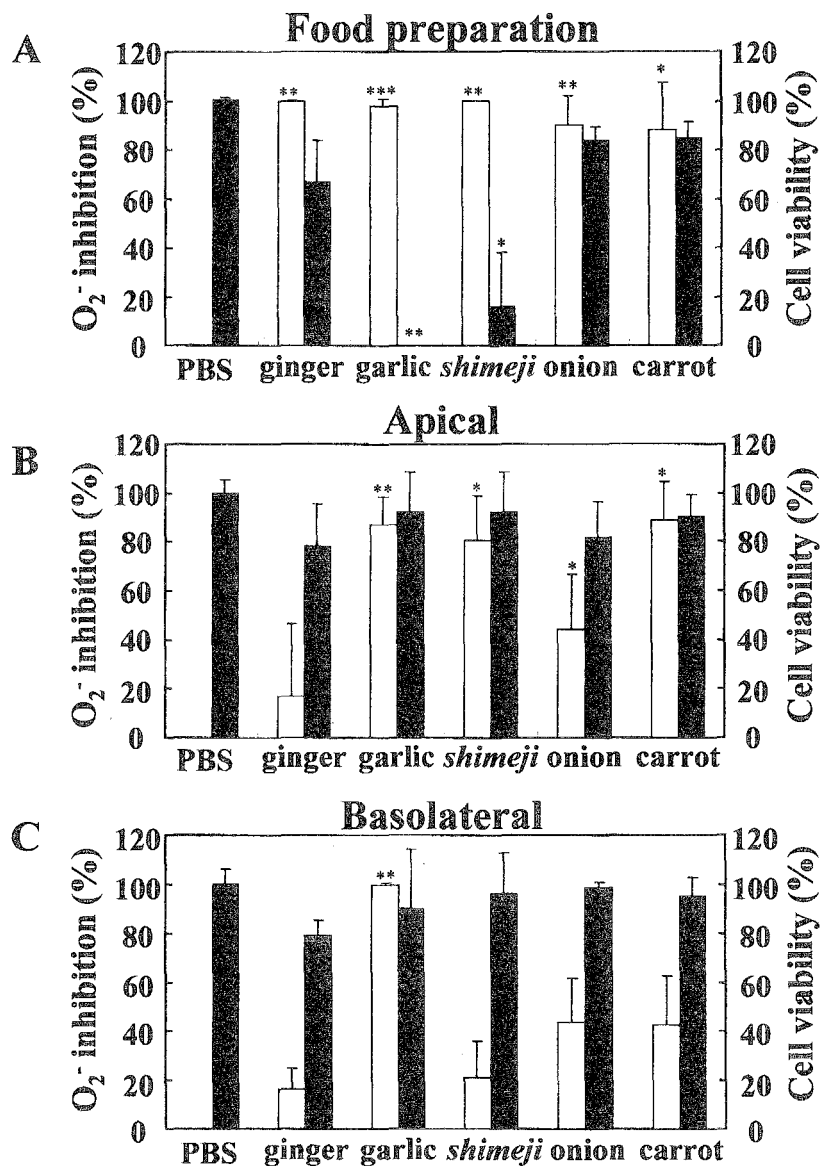 A
Food preparation
O₂⁻ inhibition (%)
Cell viability (%)
120 120
100 100
80 80
60 60
40 40
20 20
0 0
** *** ** ** *
** *
PBS ginger garlic shimeji onion carrot
B
Apical
O₂⁻ inhibition (%)
Cell viability (%)
120 120
100 100
80 80
60 60
40 40
20 20
0 0
** * * *
PBS ginger garlic shimeji onion carrot
C
Basolateral
O₂⁻ inhibition (%)
Cell viability (%)
120 120
100 100
80 80
60 60
40 40
20 20
0 0
**
PBS ginger garlic shimeji onion carrot